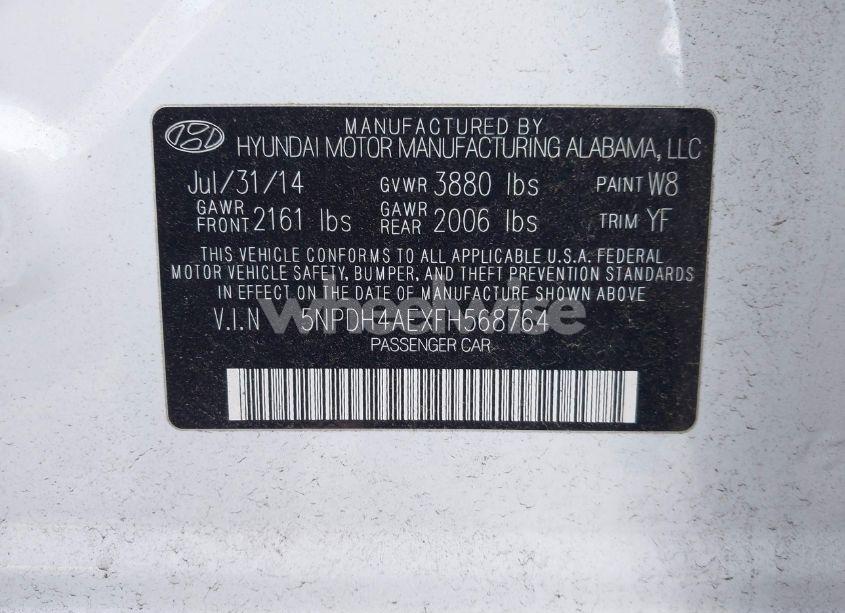 MANUFACTURED BY
HYUNDAI MOTOR MANUFACTURING ALABAMA, LLC
Jul/31/14 GVWR 3880 lbs PAINT W8
GAWR FRONT 2161 lbs GAWR REAR 2006 lbs TRIM YF
THIS VEHICLE CONFORMS TO ALL APPLICABLE U.S.A. FEDERAL
MOTOR VEHICLE SAFETY, BUMPER, AND THEFT PREVENTION STANDARDS
IN EFFECT ON THE DATE OF MANUFACTURE SHOWN ABOVE
V.I.N 5NPDH4AEXFH568764
wheelwise
PASSENGER CAR